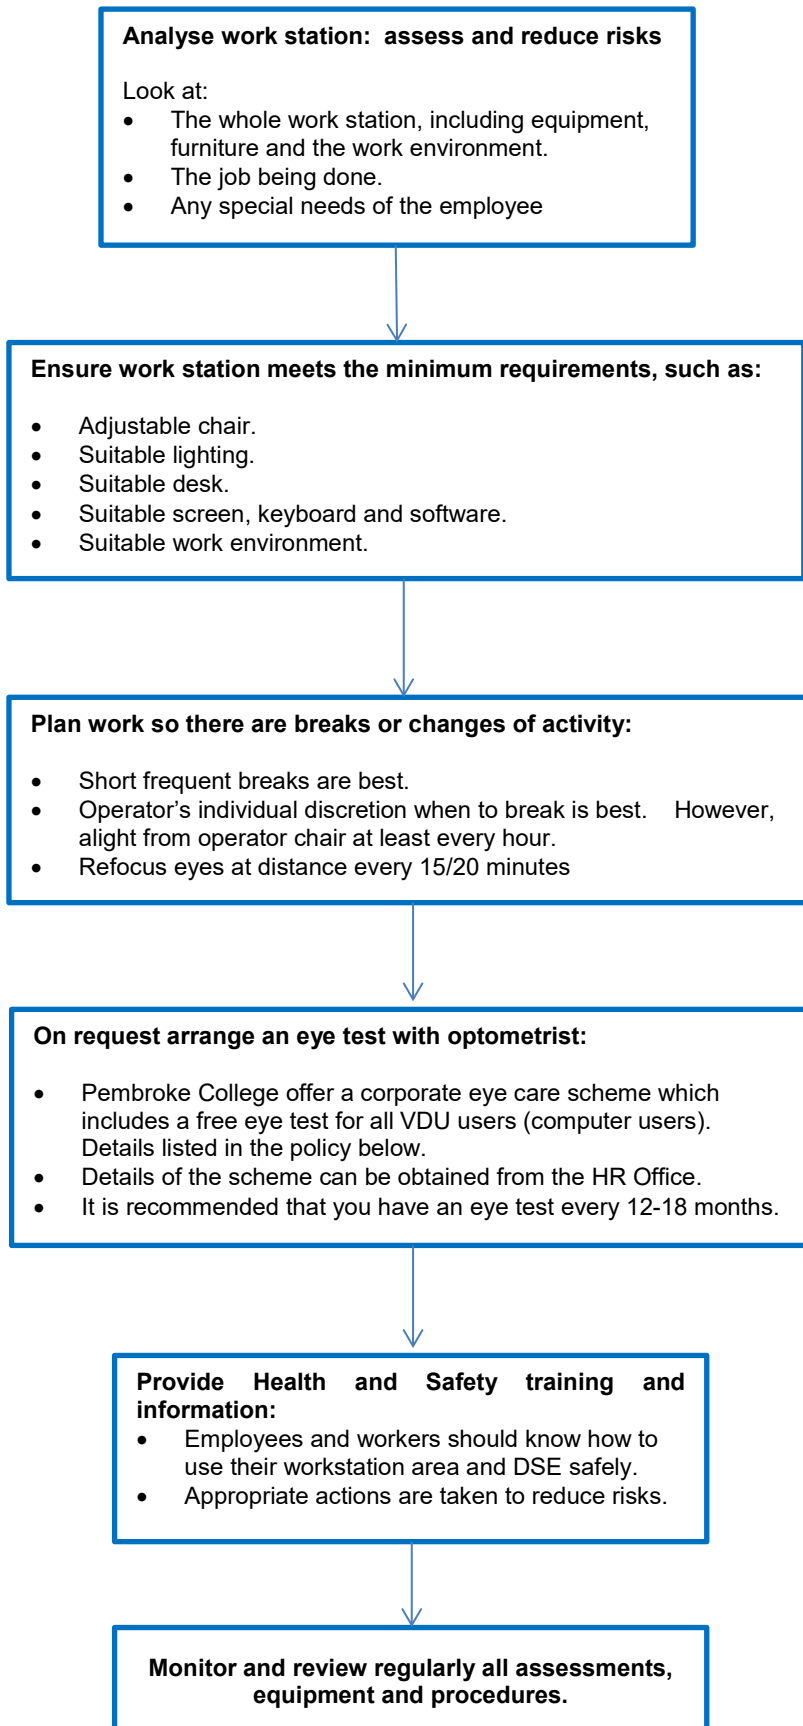 Analyse work station: assess and reduce risks
Look at:
• The whole work station, including equipment,
furniture and the work environment.
• The job being done.
• Any special needs of the employee
Ensure work station meets the minimum requirements, such as:
• Adjustable chair.
• Suitable lighting.
• Suitable desk.
• Suitable screen, keyboard and software.
• Suitable work environment.
Plan work so there are breaks or changes of activity:
• Short frequent breaks are best.
• Operator’s individual discretion when to break is best. However,
alight from operator chair at least every hour.
• Refocus eyes at distance every 15/20 minutes
On request arrange an eye test with optometrist:
• Pembroke College offer a corporate eye care scheme which
includes a free eye test for all VDU users (computer users).
Details listed in the policy below.
• Details of the scheme can be obtained from the HR Office.
• It is recommended that you have an eye test every 12-18 months.
Provide Health and Safety training and
information:
• Employees and workers should know how to
use their workstation area and DSE safely.
• Appropriate actions are taken to reduce risks.
Monitor and review regularly all assessments,
equipment and procedures.